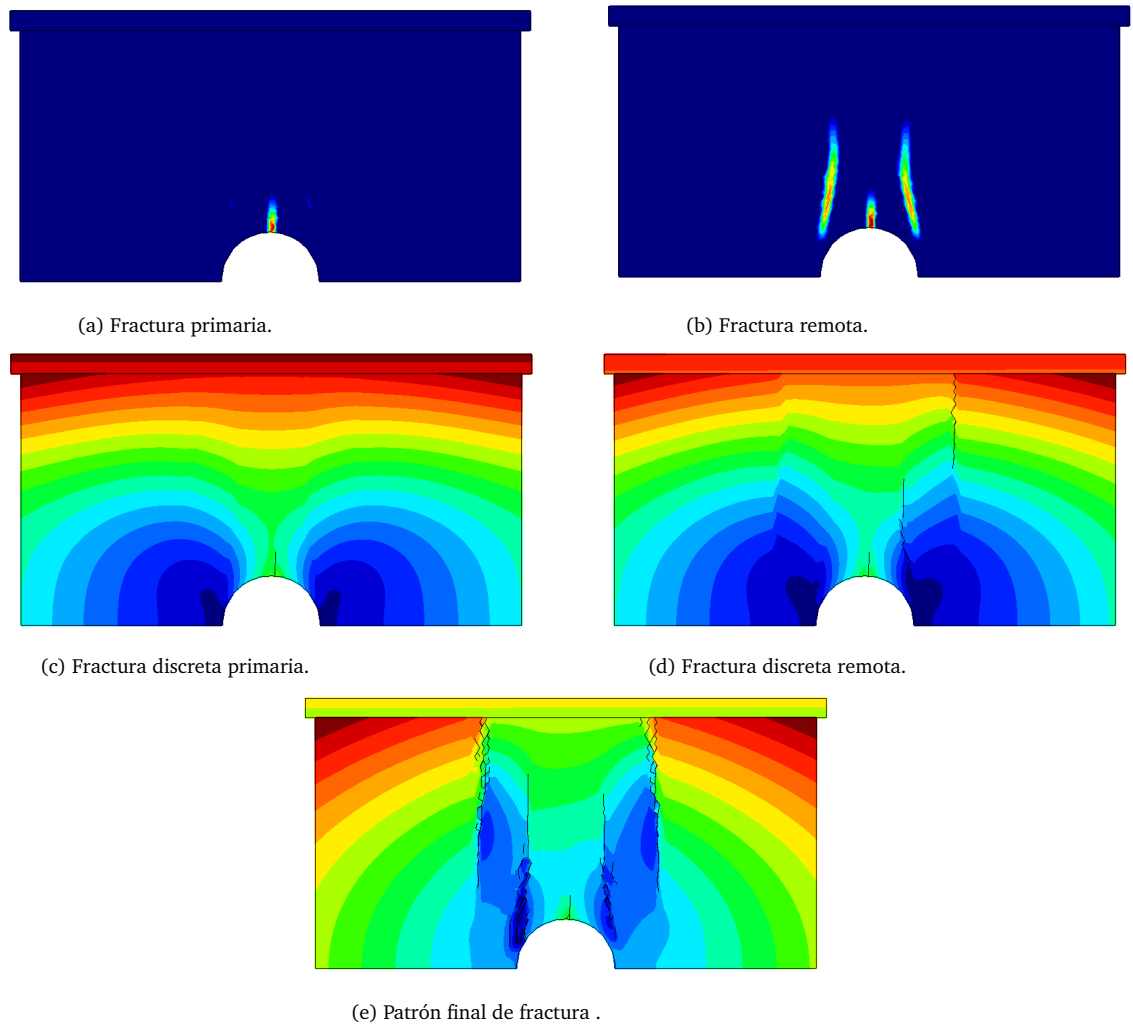 (a) Fractura primaria.
(b) Fractura remota.
(c) Fractura discreta primaria.
(d) Fractura discreta remota.
(e) Patrón final de fractura .